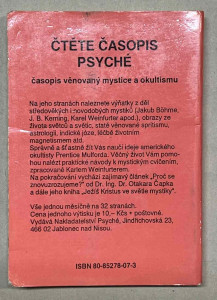 ČTĚTE ČASOPIS
PSYCHÉ
časopis věnovaný mystice a okultismu
Na jeho stranách naleznete výňatky z děl
středověkých i novodobých mystiků (Jakub Böhme,
J. B. Kerning, Karel Weinfurter apod.), obrazy ze
života světců a světic, statě věnované spiritismu,
astrologii, indické józe, léčbě životním
magnetismem atd.
Správně a šťastně žít Vás naučí ideje amerického
okultisty Prentice Mulforda. Věčný život Vám pomo-
hou nalézt praktické návody k mystickým cvičením,
zpracované Karlem Weinfurterem.
Na pokračování vychází zajímavý článek "Proč se
znovuzrozujeme?" od Dr. Ing. Dr. Otakara Čapka
a dále jeho kniha "Ježíš Kristus ve světle mystiky".
Vše jednou měsíčně na 32 stranách.
Cena jednoho výtisku je 10,– Kčs + poštovné.
Vydává Nakladatelství Psyché, Jindřichovská 23,
466 02 Jablonec nad Nisou.
ISBN 80-85278-07-3